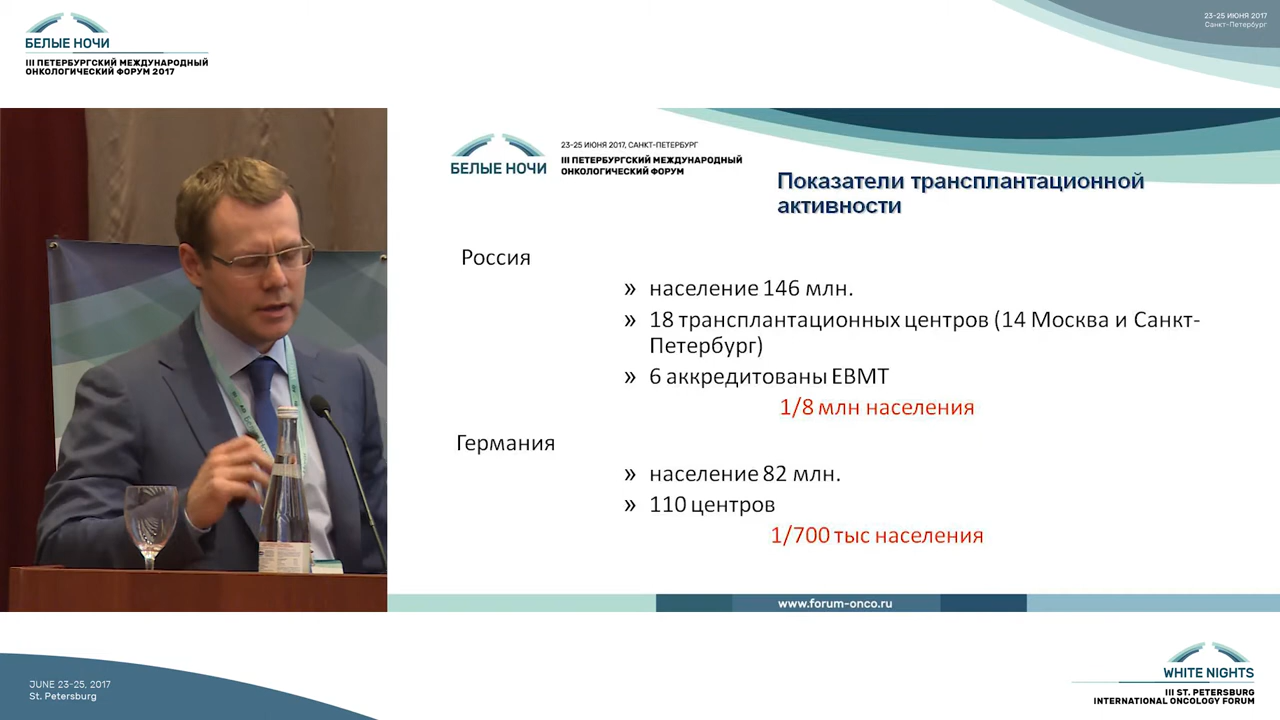 БЕЛЫЕ НОЧИ
III ПЕТЕРБУРГСКИЙ МЕЖДУНАРОДНЫЙ
ОНКОЛОГИЧЕСКИЙ ФОРУМ 2017
23-25 ИЮНЯ 2017
Санкт-Петербург
БЕЛЫЕ НОЧИ
23-25 ИЮНЯ 2017, САНКТ-ПЕТЕРБУРГ
III ПЕТЕРБУРГСКИЙ МЕЖДУНАРОДНЫЙ
ОНКОЛОГИЧЕСКИЙ ФОРУМ
Показатели трансплантационной
активности
Россия
» население 146 млн.
» 18 трансплантационных центров (14 Москва и Санкт-
Петербург)
» 6 аккредитованы ЕВМТ
1/8 млн населения
Германия
» население 82 млн.
» 110 центров
1/700 тыс населения
www.forum-onco.ru
JUNE 23-25, 2017
St. Petersburg
WHITE NIGHTS
III ST. PETERSBURG
INTERNATIONAL ONCOLOGY FORUM